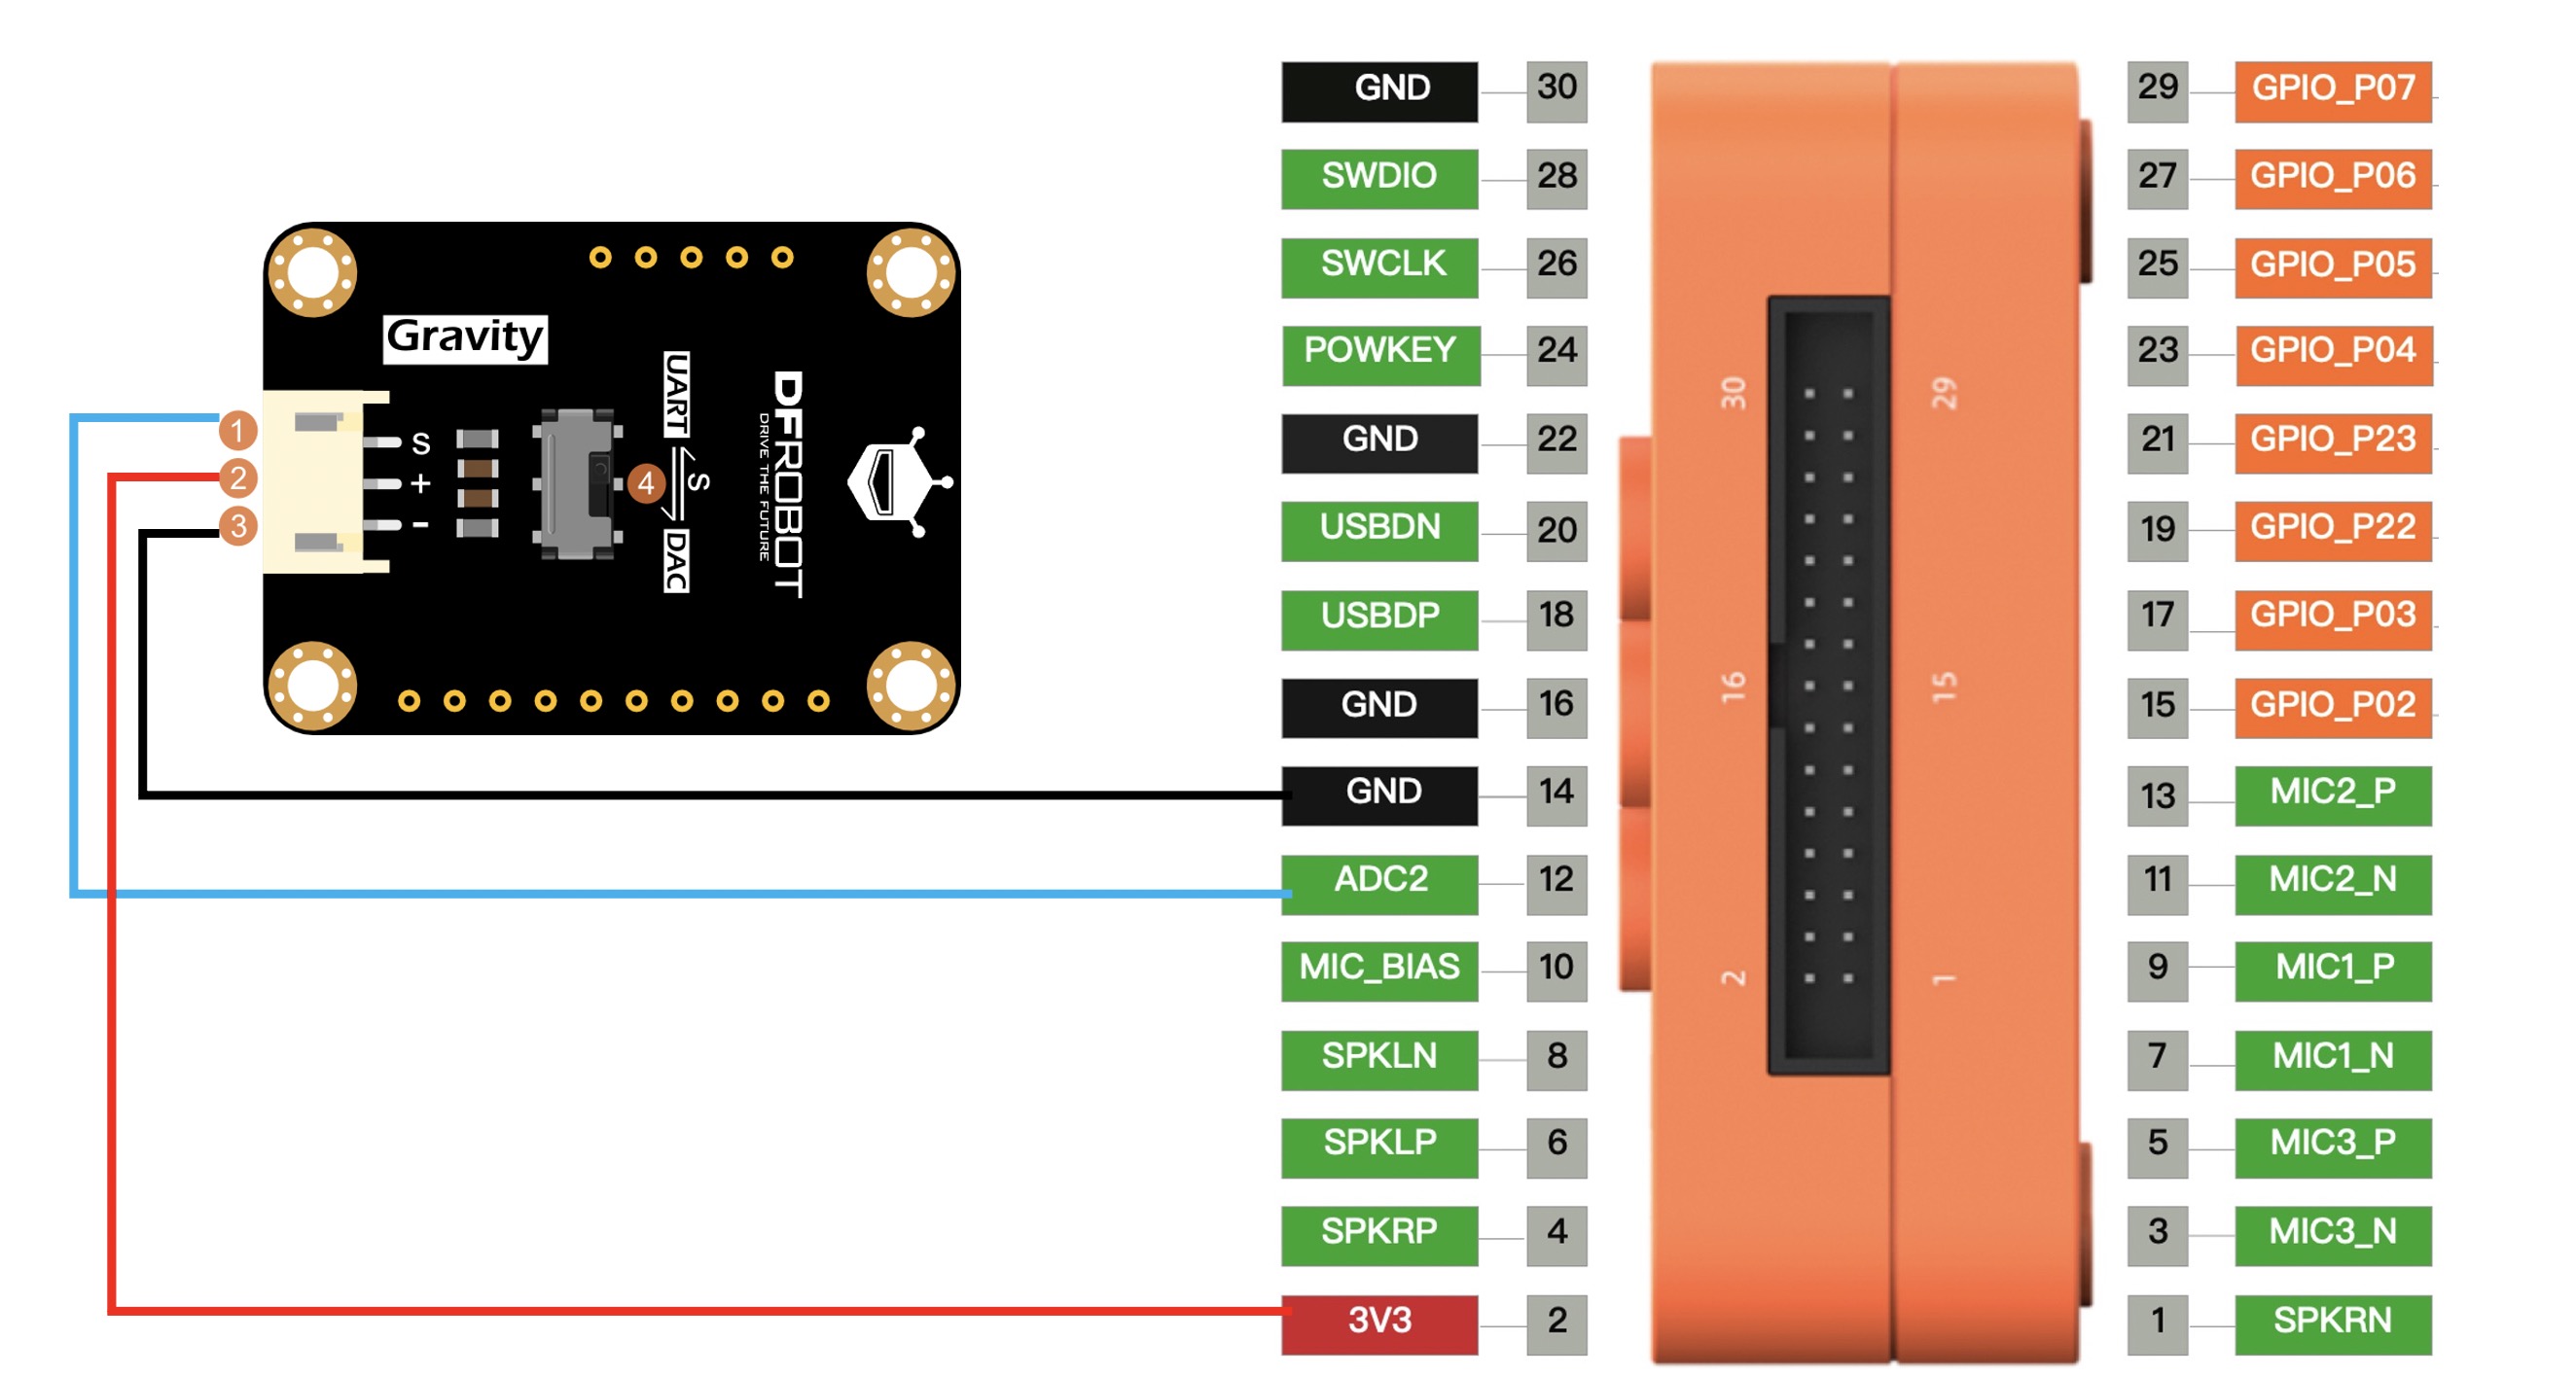 Gravity
1
2
3
S
+
-
4
UART
S
DAC
DFROBOT
DRIVE THE FUTURE
GND 30
SWDIO 28
SWCLK 26
POWKEY 24
GND 22
USBDN 20
USBDP 18
GND 16
GND 14
ADC2 12
MIC_BIAS 10
SPKLN 8
SPKLP 6
SPKRP 4
3V3 2
30 29
16 15
2 1
29 GPIO_P07
27 GPIO_P06
25 GPIO_P05
23 GPIO_P04
21 GPIO_P23
19 GPIO_P22
17 GPIO_P03
15 GPIO_P02
13 MIC2_P
11 MIC2_N
9 MIC1_P
7 MIC1_N
5 MIC3_P
3 MIC3_N
1 SPKRN